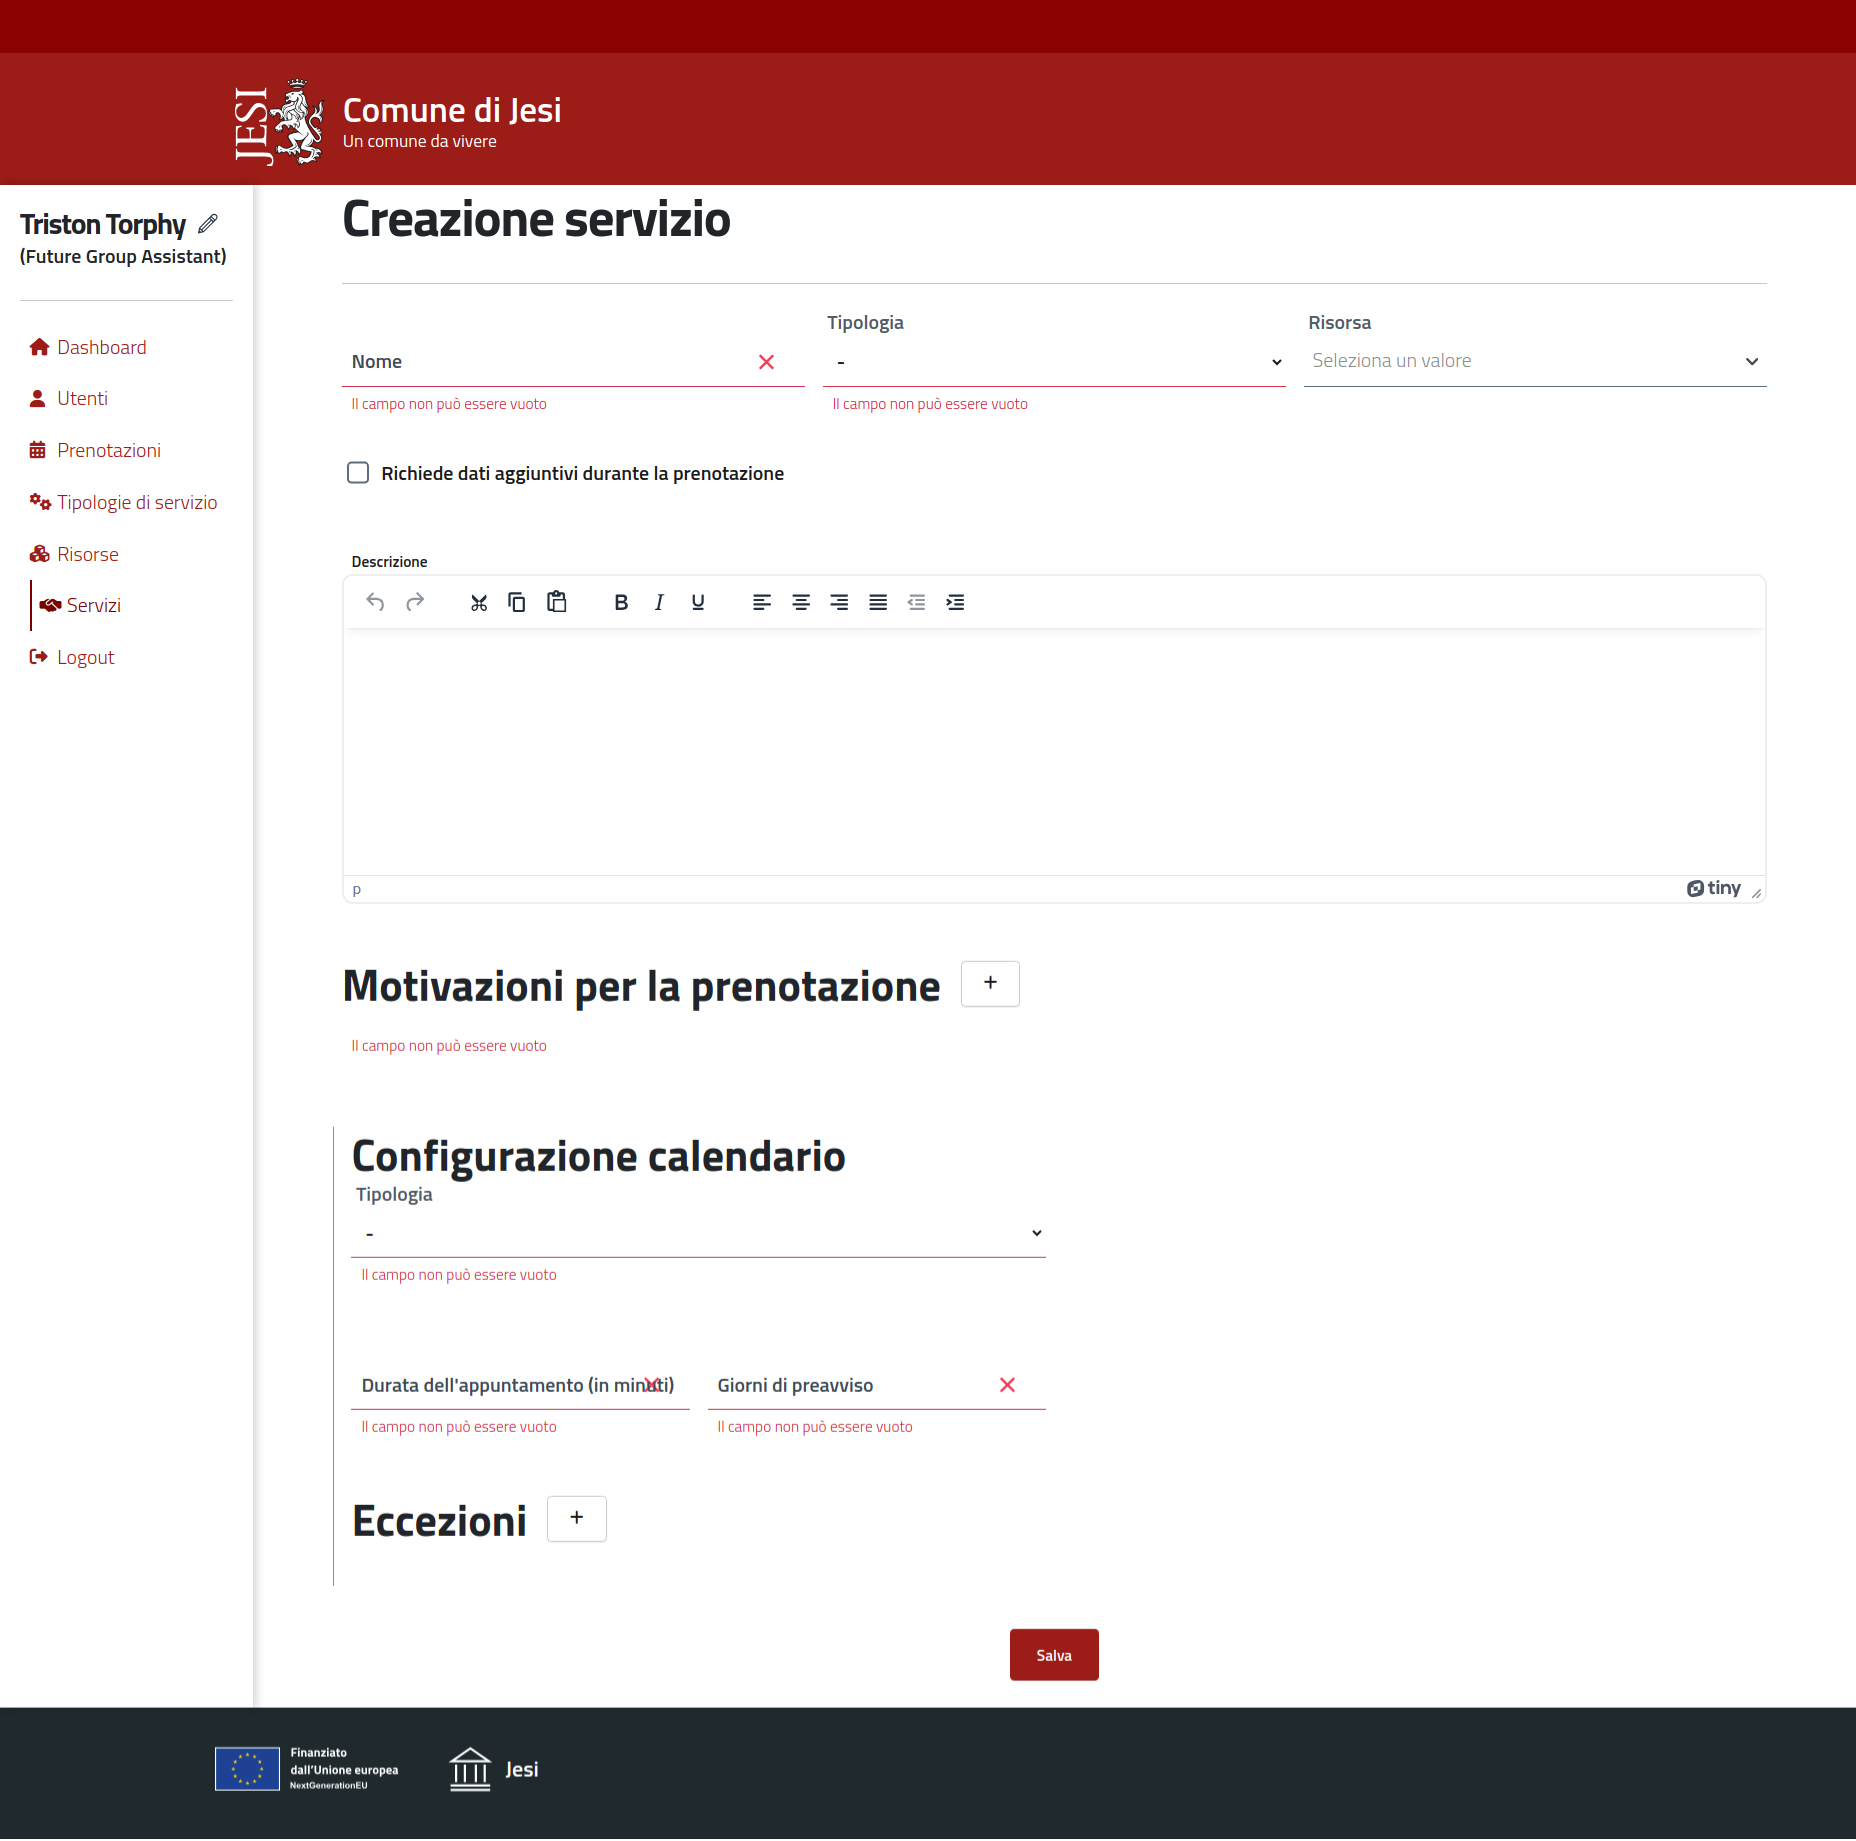 JESI
Comune di Jesi
Un comune da vivere
Triston Torphy
(Future Group Assistant)
Dashboard
Utenti
Prenotazioni
Tipologie di servizio
Risorse
Servizi
Logout
Creazione servizio
Nome
Il campo non può essere vuoto
Tipologia
-
Il campo non può essere vuoto
Risorsa
Seleziona un valore
Richiede dati aggiuntivi durante la prenotazione
Descrizione
B I U
p
tiny
Motivazioni per la prenotazione +
Il campo non può essere vuoto
Configurazione calendario
Tipologia
-
Il campo non può essere vuoto
Durata dell'appuntamento (in minuti)
Il campo non può essere vuoto
Giorni di preavviso
Il campo non può essere vuoto
Eccezioni +
Salva
Finanziato
dall'Unione europea
NextGenerationEU
Jesi